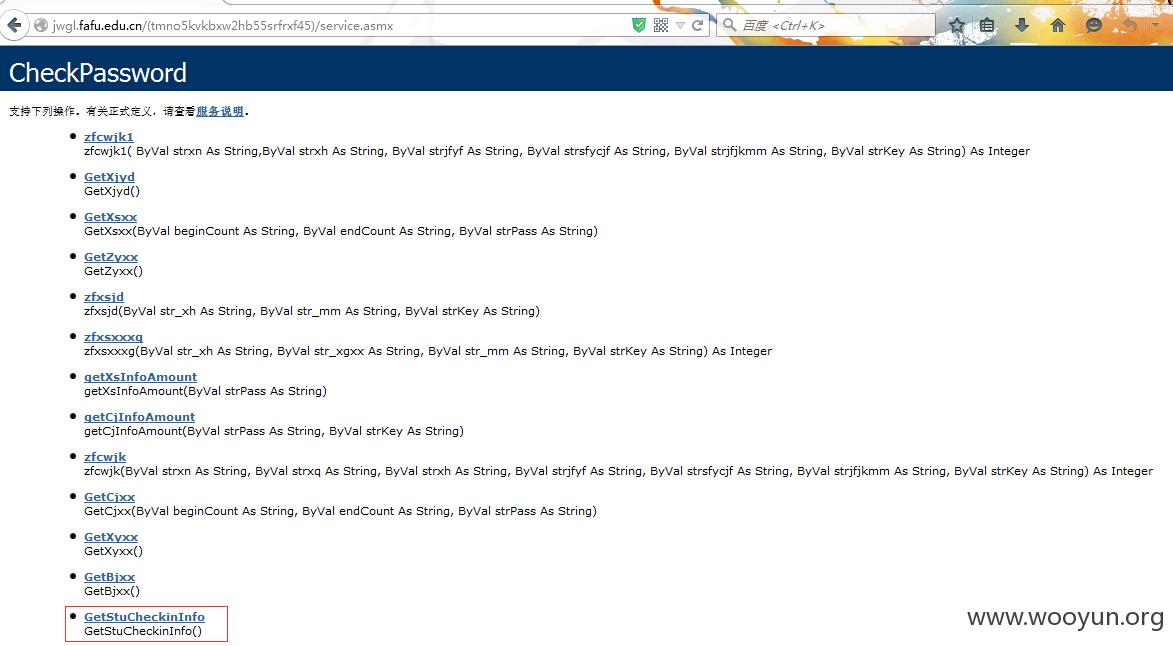 jwgl.fafu.edu.cn/(tmno5kvkbxw2hb55srfrxf45)/service.asmx
百度 <Ctrl+K>
CheckPassword
支持下列操作。有关正式定义，请查看服务说明。
zfcwjk1
zfcwjk1( ByVal strxn As String,ByVal strxh As String, ByVal strjfyf As String, ByVal strsfycjf As String, ByVal strjfjkmm As String, ByVal strKey As String) As Integer
GetXjyd
GetXjyd()
GetXsxx
GetXsxx(ByVal beginCount As String, ByVal endCount As String, ByVal strPass As String)
GetZyxx
GetZyxx()
zfxsjd
zfxsjd(ByVal str_xh As String, ByVal str_mm As String, ByVal strKey As String)
zfxsxxxg
zfxsxxxg(ByVal str_xh As String, ByVal str_xgxx As String, ByVal str_mm As String, ByVal strKey As String) As Integer
getXsInfoAmount
getXsInfoAmount(ByVal strPass As String)
getCjInfoAmount
getCjInfoAmount(ByVal strPass As String, ByVal strKey As String)
zfcwjk
zfcwjk(ByVal strxn As String, ByVal strxq As String, ByVal strxh As String, ByVal strjfyf As String, ByVal strsfycjf As String, ByVal strjfjkmm As String, ByVal strKey As String) As Integer
GetCjxx
GetCjxx(ByVal beginCount As String, ByVal endCount As String, ByVal strPass As String)
GetXyxx
GetXyxx()
GetBjxx
GetBjxx()
GetStuCheckinInfo
GetStuCheckinInfo()
www.wooyun.org